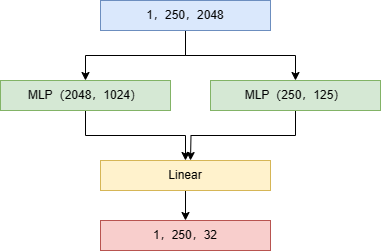 1, 250, 2048
MLP (2048, 1024)
MLP (250, 125)
Linear
1, 250, 32